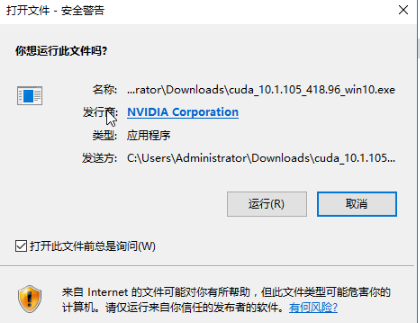 打开文件 - 安全警告
你想运行此文件吗?
名称: ...rator\Downloads\cuda_10.1.105_418.96_win10.exe
发行商: NVIDIA Corporation
类型: 应用程序
发送方: C:\Users\Administrator\Downloads\cuda_10.1.105...
运行(R) 取消
打开此文件前总是询问(W)
来自 Internet 的文件可能对你有所帮助，但此文件类型可能危害你的
计算机。请仅运行来自你信任的发布者的软件。有何风险?